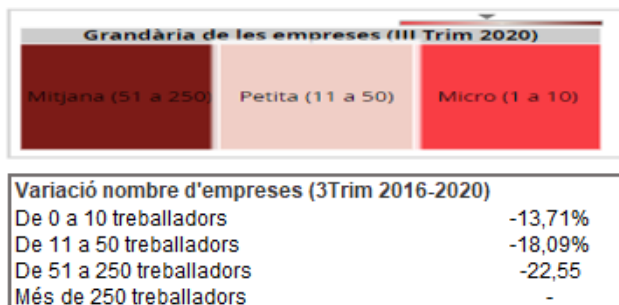 Grandària de les empreses (III Trim 2020)
Mitjana (51 a 250)
Petita (11 a 50)
Micro (1 a 10)
Variació nombre d'empreses (3Trim 2016-2020)
De 0 a 10 treballadors -13,71%
De 11 a 50 treballadors -18,09%
De 51 a 250 treballadors -22,55
Més de 250 treballadors -